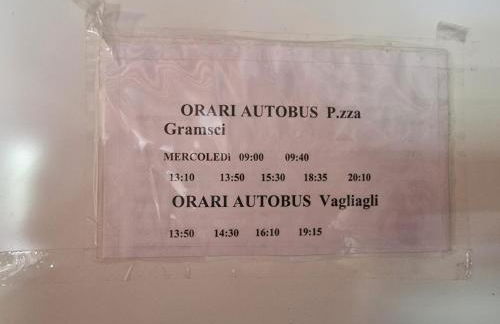 ORARI AUTOBUS P.zza
Gramsci
MERCOLEDì 09:00 09:40
13:10 13:50 15:30 18:35 20:10
ORARI AUTOBUS Vagliagli
13:50 14:30 16:10 19:15